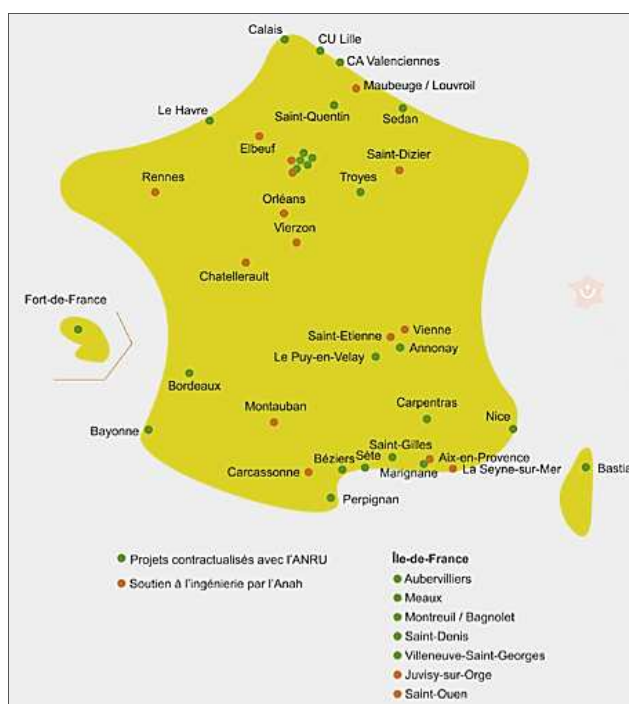 Calais
CU Lille
CA Valenciennes
Maubeuge / Louvroil
Le Havre
Saint-Quentin
Sedan
Elbeuf
Saint-Dizier
Rennes
Troyes
Orléans
Vierzon
Chatellerault
Fort-de-France
Vienne
Saint-Etienne
Annonay
Le Puy-en-Velay
Bordeaux
Montauban
Carpentras
Nice
Bayonne
Saint-Gilles
Béziers
Sète
Aix-en-Provence
Carcassonne
Marignane
La Seyne-sur-Mer
Bastia
Perpignan
Projets contractualisés avec l'ANRU
Soutien à l'ingénierie par l'Anah
Île-de-France
Aubervilliers
Meaux
Montreuil / Bagnolet
Saint-Denis
Villeneuve-Saint-Georges
Juvisy-sur-Orge
Saint-Ouen